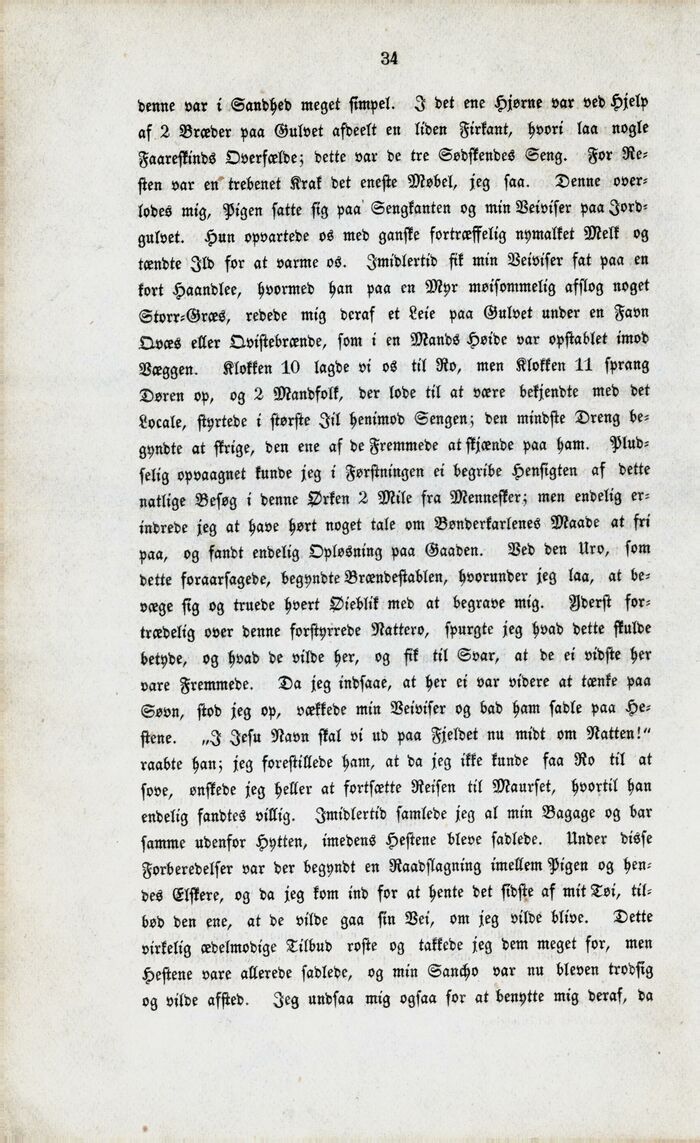 34
denne var i Sandhed meget simpel. I det ene Hjørne var ved Hjelp
af 2 Bræder paa Gulvet afdeelt en liden Firkant, hvori laa nogle
Faareskinds Overfælde; dette var de tre Sødskendes Seng. For Re-
sten var en trebenet Krak det eneste Møbel, jeg saa. Denne over-
lodes mig, Pigen satte sig paa Sengkanten og min Veiviser paa Jord-
gulvet. Hun opvartede os med ganske fortræffelig nymalket Melk og
tændte Ild for at varme os. Imidlertid fik min Veiviser fat paa en
kort Haandlee, hvormed han paa en Myr møisommelig afslog noget
Storr-Græs, redede mig deraf et Leie paa Gulvet under en Favn
Qvæs eller Qvistebrænde, som i en Mands Høide var opstablet imod
Væggen. Klokken 10 lagde vi os til Ro, men Klokken 11 sprang
Døren op, og 2 Mandfolk, der lode til at være bekjendte med det
Locale, styrtede i største Jil henimod Sengen; den mindste Dreng be-
gyndte at skrige, den ene af de Fremmede at skjænde paa ham. Plud-
selig opvaagnet kunde jeg i Førstningen ei begribe Hensigten af dette
natlige Besøg i denne Ørken 2 Mile fra Mennesker; men endelig er-
indrede jeg at have hørt noget tale om Bønderkarlenes Maade at fri
paa, og fandt endelig Opløsning paa Gaaden. Ved den Uro, som
dette foraarsagede, begyndte Brændestablen, hvorunder jeg laa, at be-
væge sig og truede hvert Øieblik med at begrave mig. Yderst for-
trædelig over denne forstyrrede Nattero, spurgte jeg hvad dette skulde
betyde, og hvad de vilde her, og fik til Svar, at de ei vidste her
vare Fremmede. Da jeg indsaae, at her ei var videre at tænke paa
Søvn, stod jeg op, vækkede min Veiviser og bad ham sadle paa He-
stene. „I Jesu Navn skal vi ud paa Fjeldet nu midt om Natten!“
raabte han; jeg forestillede ham, at da jeg ikke kunde faa Ro til at
sove, ønskede jeg heller at fortsætte Reisen til Maurset, hvortil han
endelig fandtes villig. Imidlertid samlede jeg al min Bagage og bar
samme udenfor Hytten, imedens Hestene bleve sadlede. Under disse
Forberedelser var der begyndt en Raadslagning imellem Pigen og hen-
des Elskere, og da jeg kom ind for at hente det sidste af mit Tøi, til-
bød den ene, at de vilde gaa sin Vei, om jeg vilde blive. Dette
virkelig ædelmodige Tilbud roste og takkede jeg dem meget for, men
Hestene vare allerede sadlede, og min Sancho var nu bleven trodsig
og vilde afsted. Jeg undsaa mig ogsaa for at benytte mig deraf, da